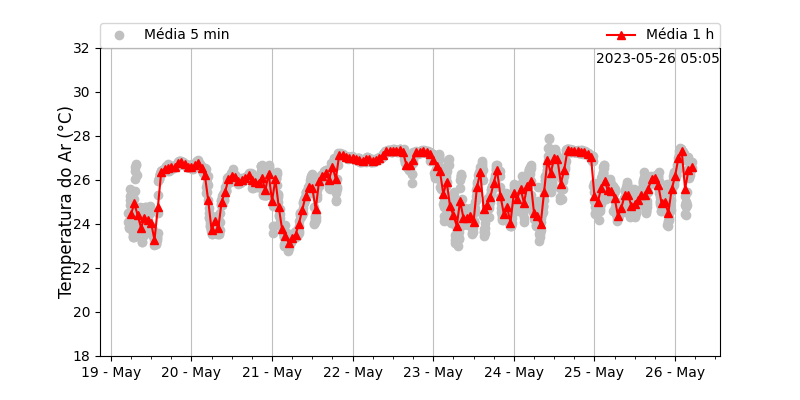 Média 5 min
Média 1 h
2023-05-26 05:05
Temperatura do Ar (°C)
32
30
28
26
24
22
20
18
19 - May
20 - May
21 - May
22 - May
23 - May
24 - May
25 - May
26 - May